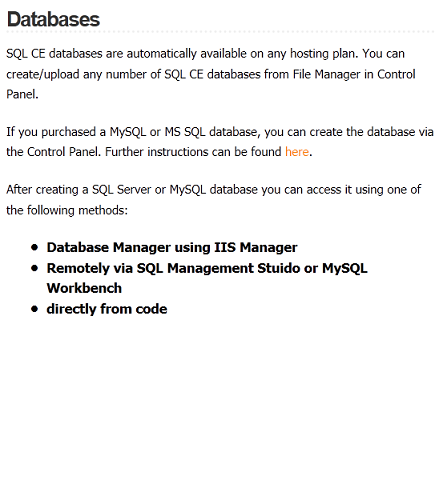 Databases
SQL CE databases are automatically available on any hosting plan. You can
create/upload any number of SQL CE databases from File Manager in Control
Panel.
If you purchased a MySQL or MS SQL database, you can create the database via
the Control Panel. Further instructions can be found here.
After creating a SQL Server or MySQL database you can access it using one of
the following methods:
• Database Manager using IIS Manager
• Remotely via SQL Management Stuido or MySQL
Workbench
• directly from code